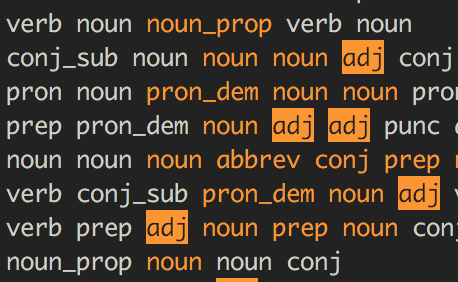 verb noun noun_prop verb noun
conj_sub noun noun noun adj conj
pron noun pron_dem noun noun pron
prep pron_dem noun adj adj punc
noun noun noun abbrev conj prep
verb conj_sub pron_dem noun adj
verb prep adj noun prep noun conj
noun_prop noun noun conj